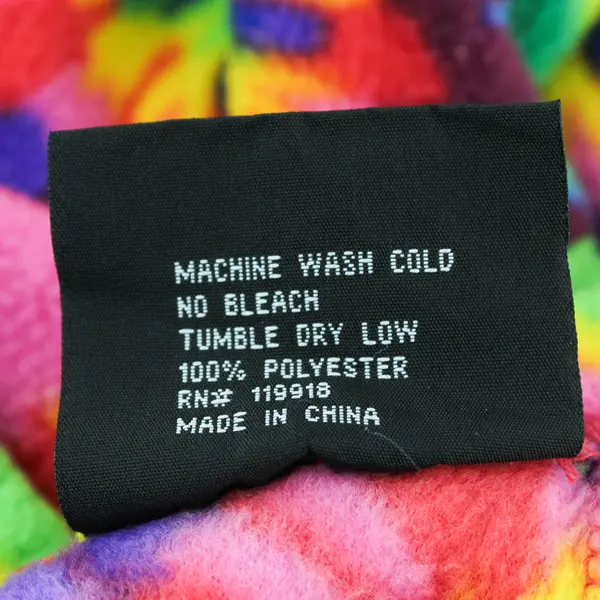 MACHINE WASH COLD
NO BLEACH
TUMBLE DRY LOW
100% POLYESTER
RN# 119918
MADE IN CHINA